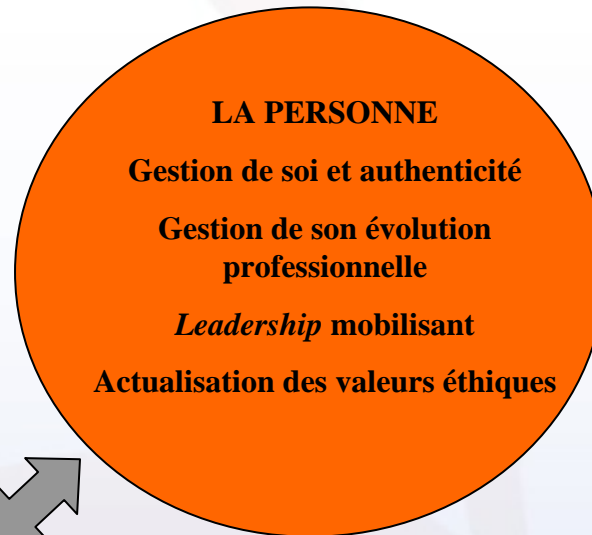 LA PERSONNE
Gestion de soi et authenticité
Gestion de son évolution
professionnelle
Leadership mobilisant
Actualisation des valeurs éthiques